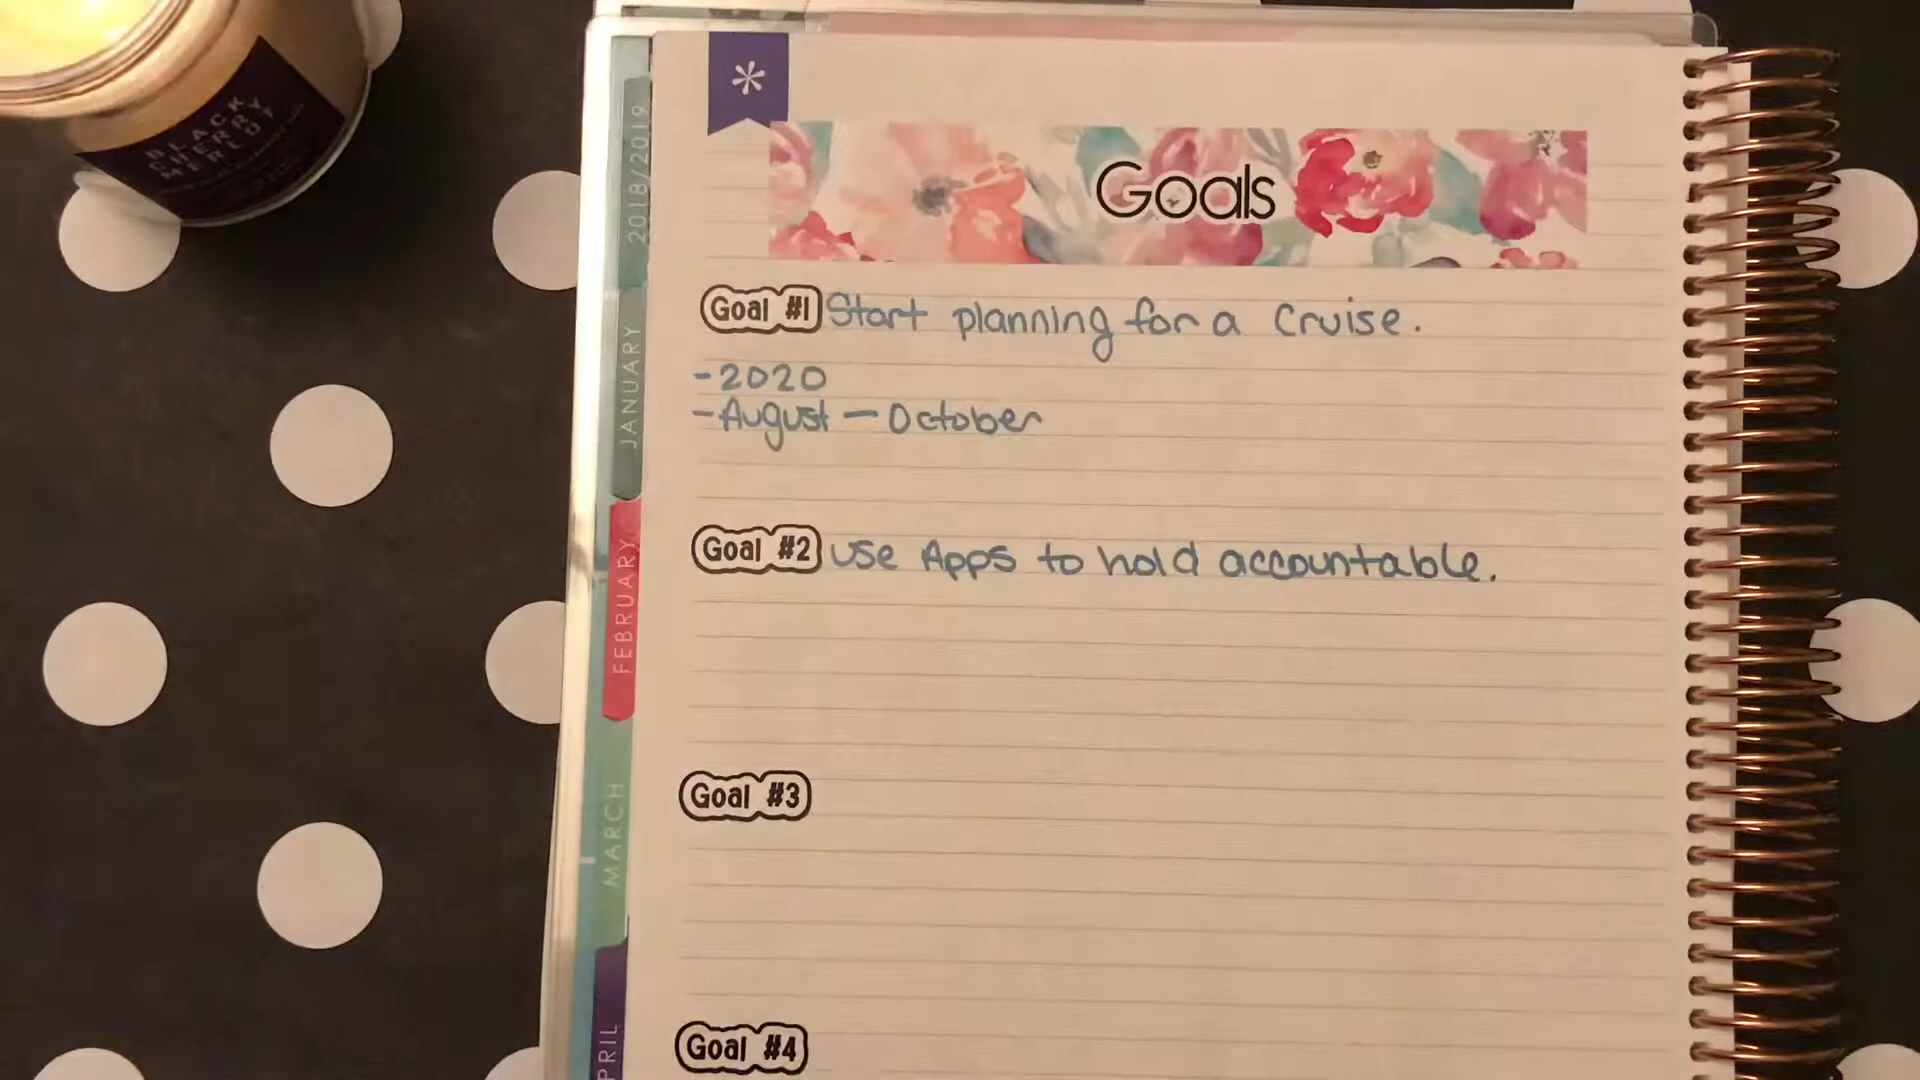 BLACK
CHERRY
MERLOT
*
Goals
2018/2019
JANUARY
FEBRUARY
MARCH
PRIL
Goal #1 Start planning for a Cruise.
-2020
-August - October
Goal #2 use Apps to hold accountable.
Goal #3
Goal #4